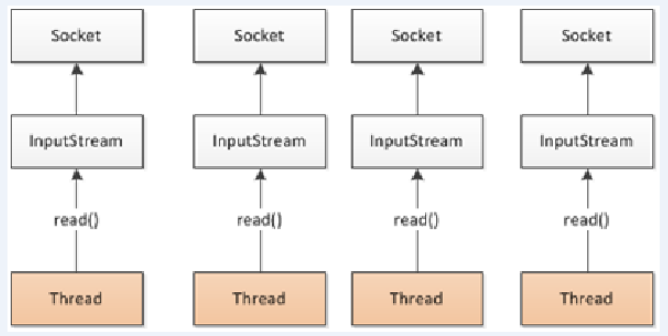 Socket Socket Socket Socket
InputStream InputStream InputStream InputStream
read() read() read() read()
Thread Thread Thread Thread